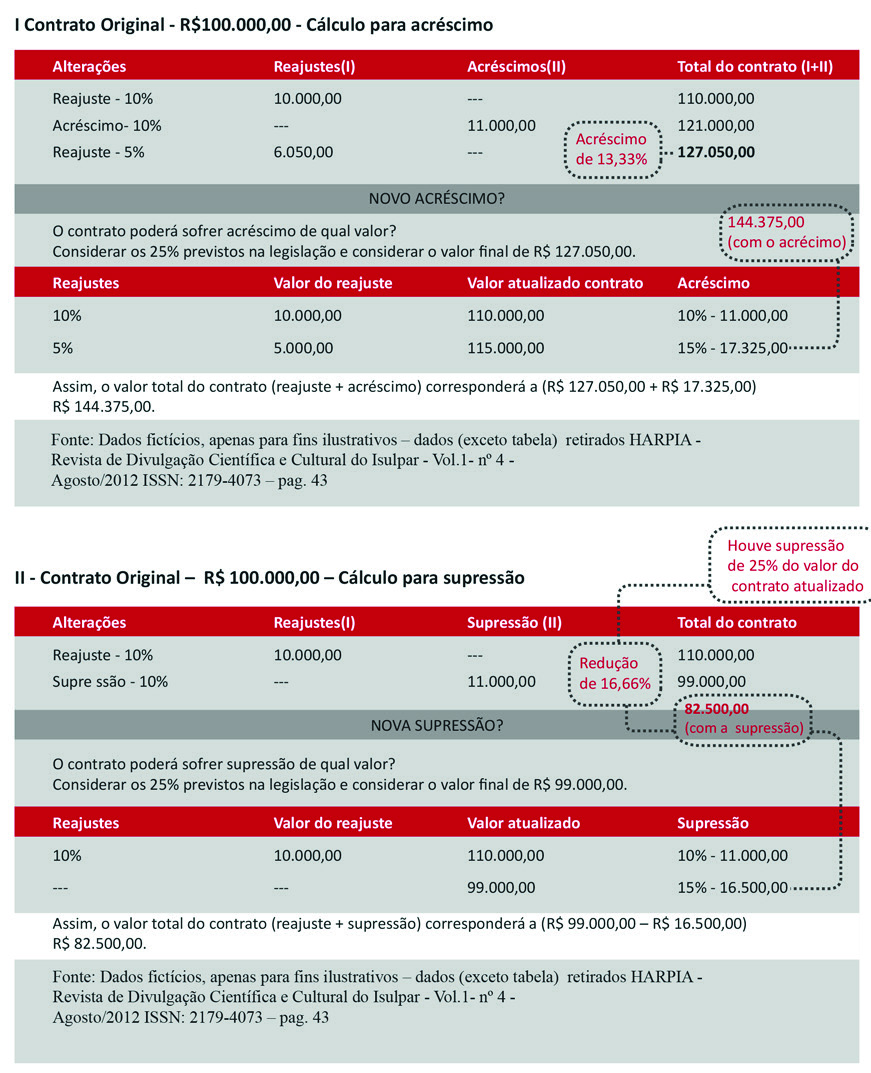 I Contrato Original - R$100.000,00 - Cálculo para acréscimo
Alterações Reajustes(I) Acréscimos(II) Total do contrato (I+II)
Reajuste - 10% 10.000,00 --- 110.000,00
Acréscimo- 10% --- 11.000,00 121.000,00
Reajuste - 5% 6.050,00 --- 127.050,00
Acréscimo
de 13,33%
NOVO ACRÉSCIMO?
O contrato poderá sofrer acréscimo de qual valor?
Considerar os 25% previstos na legislação e considerar o valor final de R$ 127.050,00.
144.375,00
(com o acrécimo)
Reajustes Valor do reajuste Valor atualizado contrato Acréscimo
10% 10.000,00 110.000,00 10% - 11.000,00
5% 5.000,00 115.000,00 15% - 17.325,00
Assim, o valor total do contrato (reajuste + acréscimo) corresponderá a (R$ 127.050,00 + R$ 17.325,00)
R$ 144.375,00.
Fonte: Dados fictícios, apenas para fins ilustrativos – dados (exceto tabela) retirados HARPIA -
Revista de Divulgação Científica e Cultural do Isulpar - Vol.1- nº 4 -
Agosto/2012 ISSN: 2179-4073 – pag. 43
Houve supressão
de 25% do valor do
contrato atualizado
II - Contrato Original – R$ 100.000,00 – Cálculo para supressão
Alterações Reajustes(I) Supressão (II) Total do contrato
Reajuste - 10% 10.000,00 --- 110.000,00
Supre ssão - 10% --- 11.000,00 99.000,00
Redução
de 16,66%
82.500,00
(com a supressão)
NOVA SUPRESSÃO?
O contrato poderá sofrer supressão de qual valor?
Considerar os 25% previstos na legislação e considerar o valor final de R$ 99.000,00.
Reajustes Valor do reajuste Valor atualizado Supressão
10% 10.000,00 110.000,00 10% - 11.000,00
--- --- 99.000,00 15% - 16.500,00
Assim, o valor total do contrato (reajuste + supressão) corresponderá a (R$ 99.000,00 – R$ 16.500,00)
R$ 82.500,00.
Fonte: Dados fictícios, apenas para fins ilustrativos – dados (exceto tabela) retirados HARPIA -
Revista de Divulgação Científica e Cultural do Isulpar - Vol.1- nº 4 -
Agosto/2012 ISSN: 2179-4073 – pag. 43